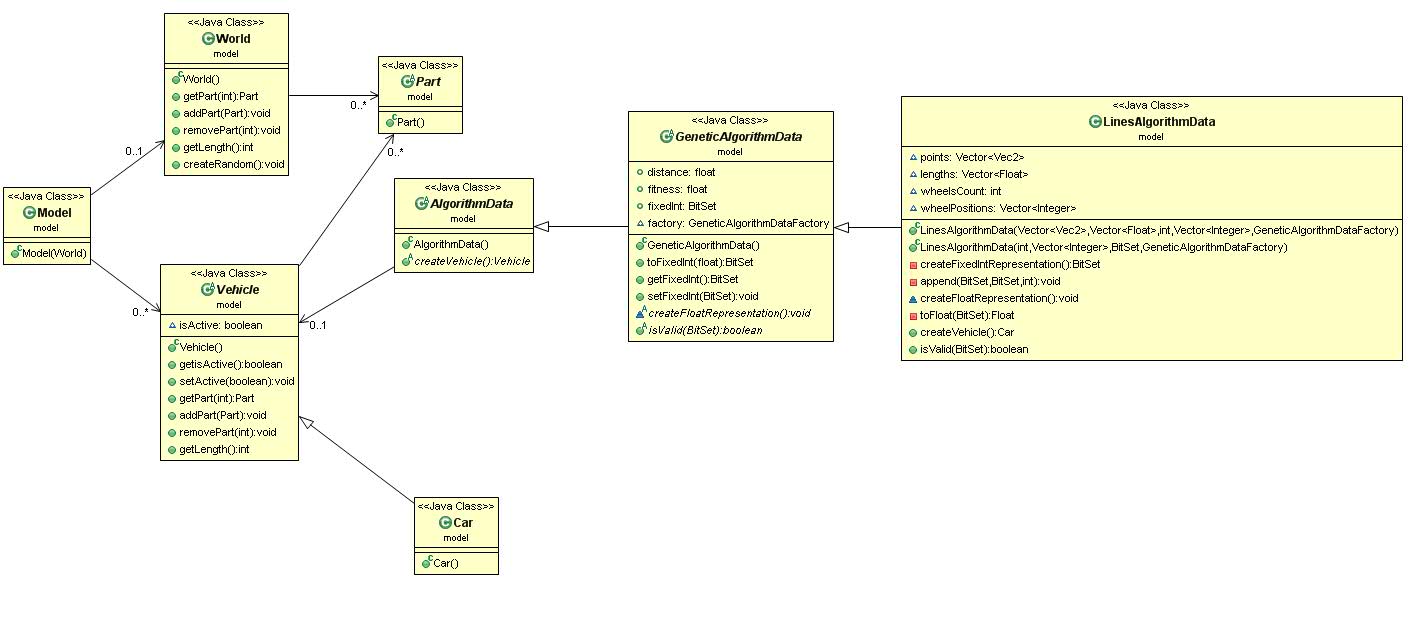 <<Java Class>>
World
model
World()
getPart(int):Part
addPart(Part):void
removePart(int):void
getLength():int
createRandom():void
<<Java Class>>
Part
model
Part()
0..*
0..1
0..*
<<Java Class>>
Model
model
Model(World)
0..*
<<Java Class>>
AlgorithmData
model
AlgorithmData()
createVehicle():Vehicle
0..1
<<Java Class>>
Vehicle
model
isActive: boolean
Vehicle()
getisActive():boolean
setActive(boolean):void
getPart(int):Part
addPart(Part):void
removePart(int):void
getLength():int
<<Java Class>>
Car
model
Car()
<<Java Class>>
GeneticAlgorithmData
model
distance: float
fitness: float
fixedInt: BitSet
factory: GeneticAlgorithmDataFactory
GeneticAlgorithmData()
toFixedInt(float):BitSet
getFixedInt():BitSet
setFixedInt(BitSet):void
createFloatRepresentation():void
isValid(BitSet):boolean
<<Java Class>>
LinesAlgorithmData
model
points: Vector<Vec2>
lengths: Vector<Float>
wheelsCount: int
wheelPositions: Vector<Integer>
LinesAlgorithmData(Vector<Vec2>,Vector<Float>,int,Vector<Integer>,GeneticAlgorithmDataFactory)
LinesAlgorithmData(int,Vector<Integer>,BitSet,GeneticAlgorithmDataFactory)
createFixedIntRepresentation():BitSet
append(BitSet,BitSet,int):void
createFloatRepresentation():void
toFloat(BitSet):Float
createVehicle():Car
isValid(BitSet):boolean